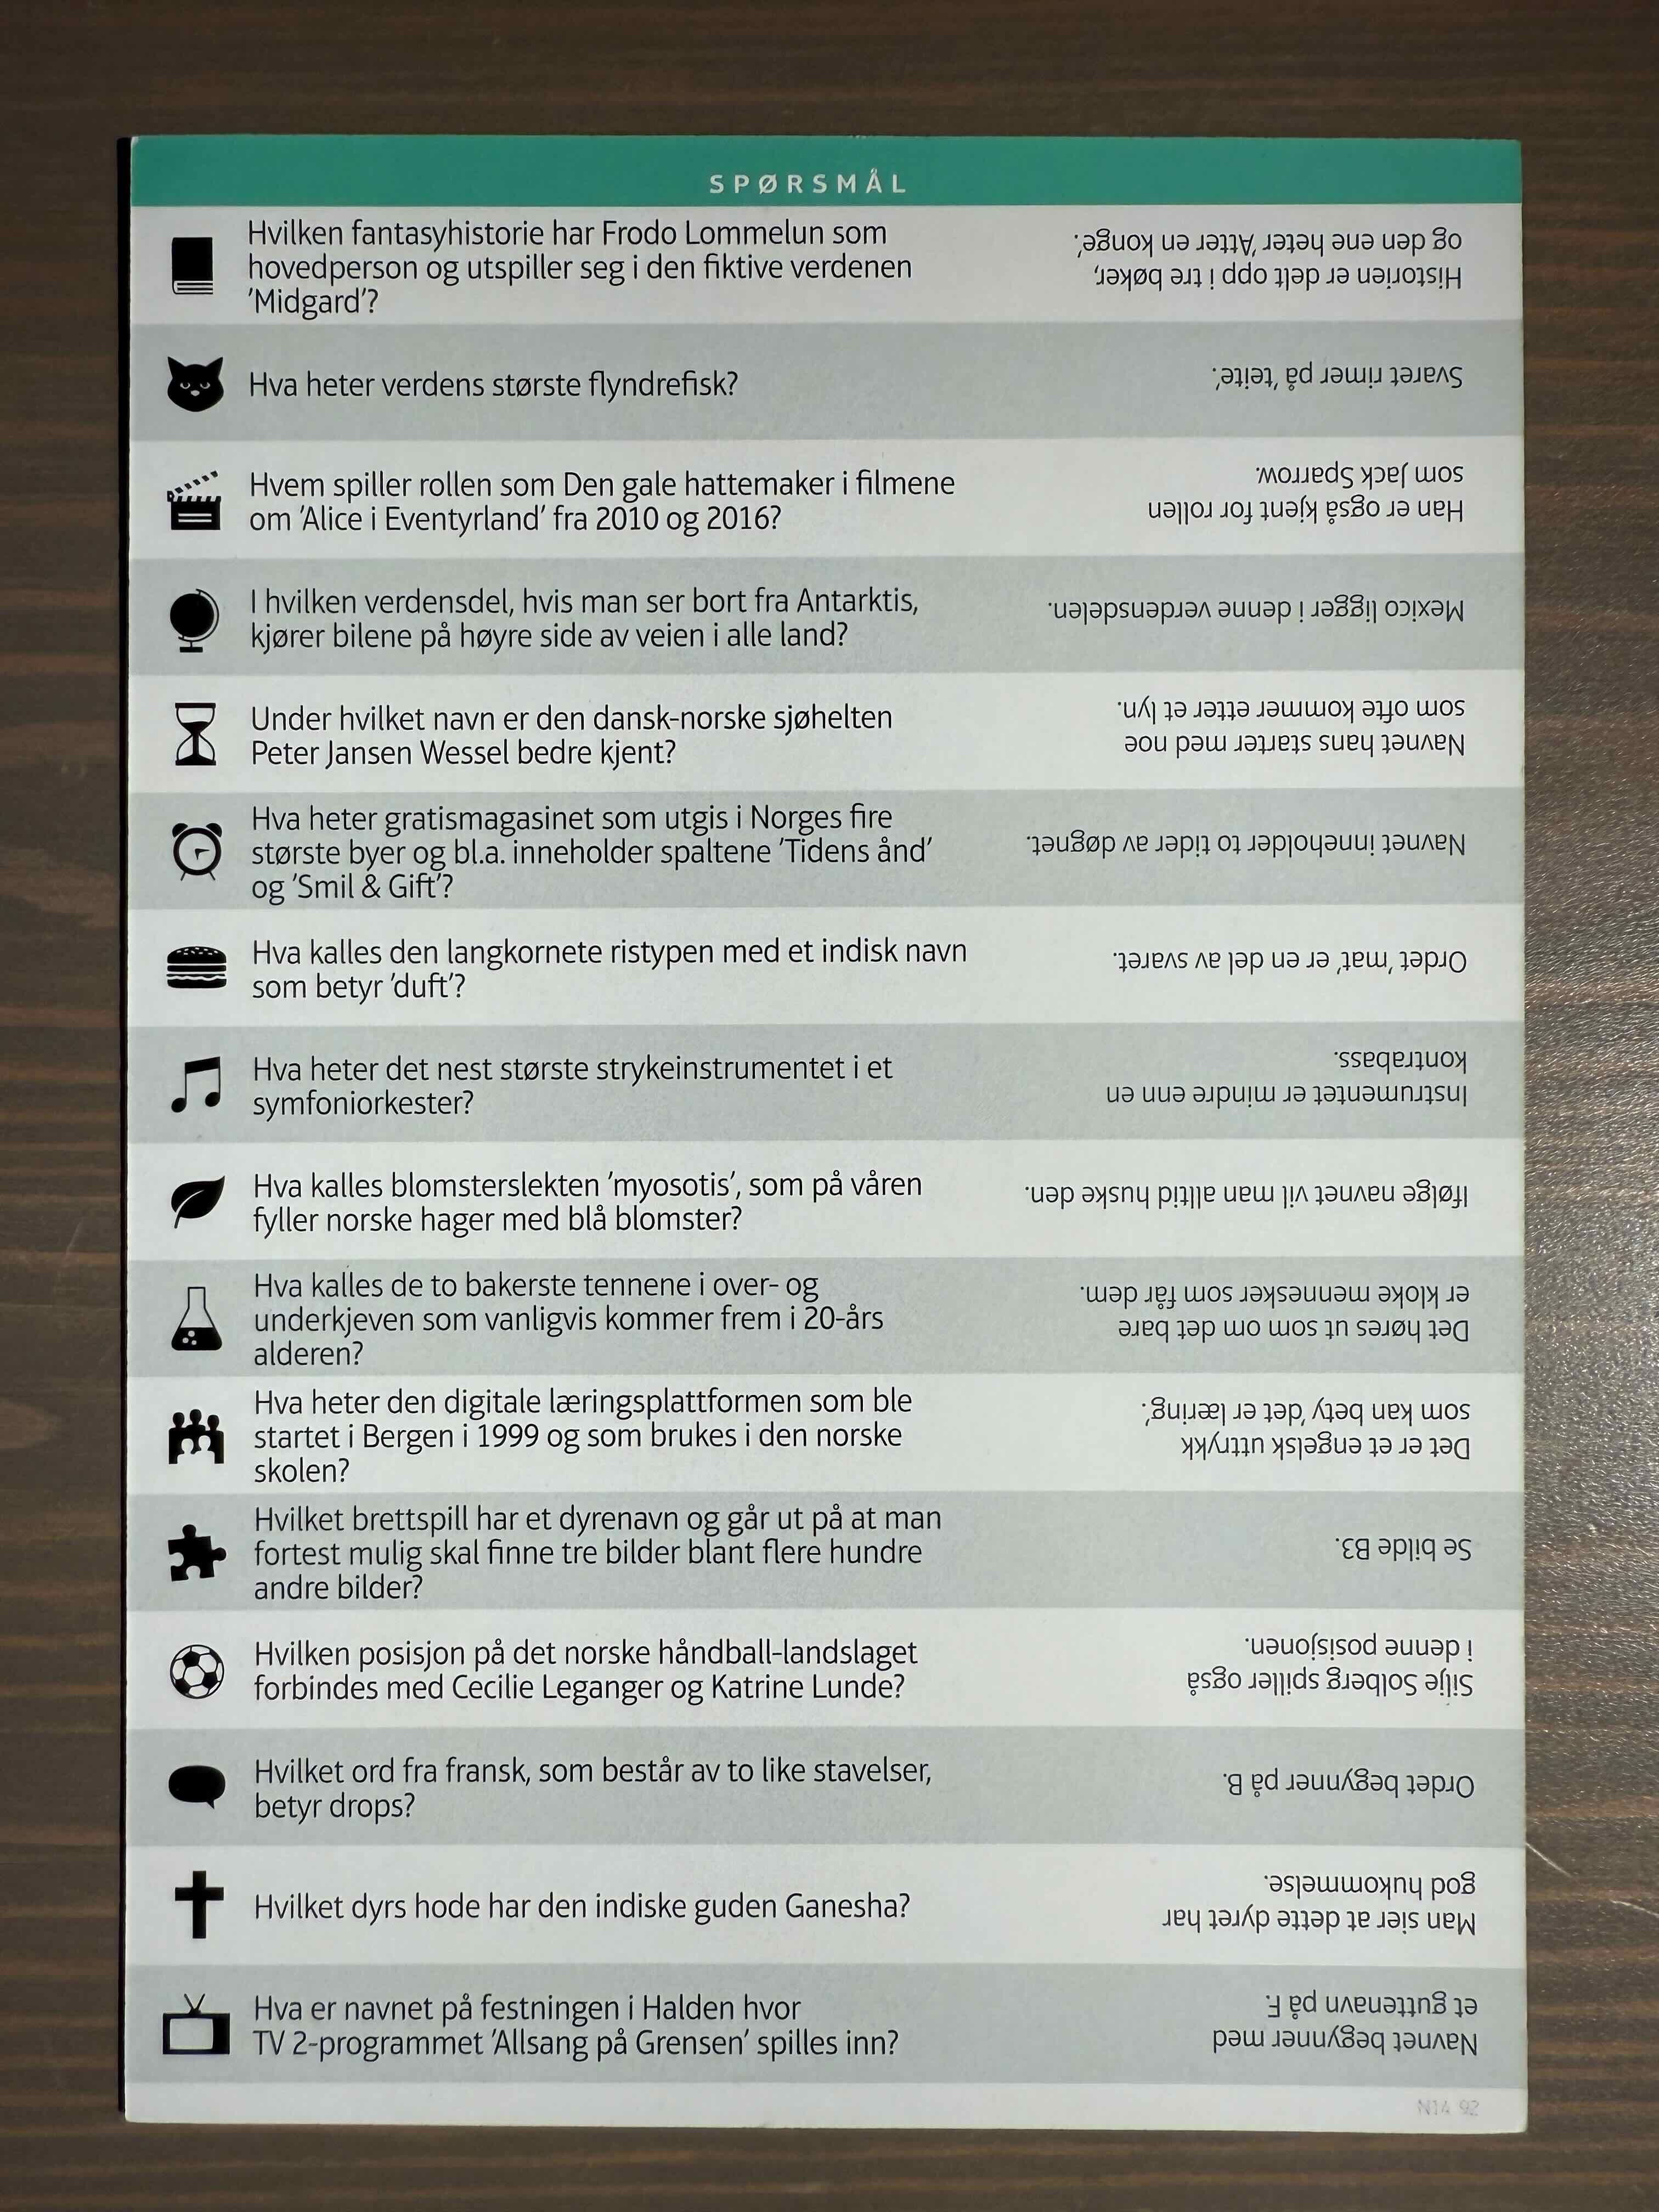 SPØRSMÅL
Hvilken fantasyhistorie har Frodo Lommelun som
hovedperson og utspiller seg i den fiktive verdenen
'Midgard'?
Historien er delt opp i tre bøker,
og den ene heter 'Atter en konge'.
Hva heter verdens største flyndrefisk?
Svaret rimer på 'teite'.
Hvem spiller rollen som Den gale hattemaker i filmene
om 'Alice i Eventyrland' fra 2010 og 2016?
Han er også kjent for rollen
som Jack Sparrow.
I hvilken verdensdel, hvis man ser bort fra Antarktis,
kjører bilene på høyre side av veien i alle land?
Mexico ligger i denne verdensdelen.
Under hvilket navn er den dansk-norske sjøhelten
Peter Jansen Wessel bedre kjent?
Navnet hans starter med noe
som ofte kommer etter et lyn.
Hva heter gratismagasinet som utgis i Norges fire
største byer og bl.a. inneholder spaltene 'Tidens ånd'
og 'Smil & Gift'?
Navnet inneholder to tider av døgnet.
Hva kalles den langkornete ristypen med et indisk navn
som betyr 'duft'?
Ordet 'mat' er en del av svaret.
Hva heter det nest største strykeinstrumentet i et
symfoniorkester?
Instrumentet er mindre enn en
kontrabass.
Hva kalles blomsterslekten 'myosotis', som på våren
fyller norske hager med blå blomster?
Ifølge navnet vil man alltid huske den.
Hva kalles de to bakerste tennene i over- og
underkjeven som vanligvis kommer frem i 20-års
alderen?
Det høres ut som om det bare
er kloke mennesker som får dem.
Hva heter den digitale læringsplattformen som ble
startet i Bergen i 1999 og som brukes i den norske
skolen?
Det er et engelsk uttrykk
som kan bety 'det er læring'.
Hvilket brettspill har et dyrenavn og går ut på at man
fortest mulig skal finne tre bilder blant flere hundre
andre bilder?
Se bilde B3.
Hvilken posisjon på det norske håndball-landslaget
forbindes med Cecilie Leganger og Katrine Lunde?
Silje Solberg spiller også
i denne posisjonen.
Hvilket ord fra fransk, som består av to like stavelser,
betyr drops?
Ordet begynner på B.
Hvilket dyrs hode har den indiske guden Ganesha?
Man sier at dette dyret har
god hukommelse.
Hva er navnet på festningen i Halden hvor
TV 2-programmet 'Allsang på Grensen' spilles inn?
Navnet begynner med
et guttenavn på F.
N14 92